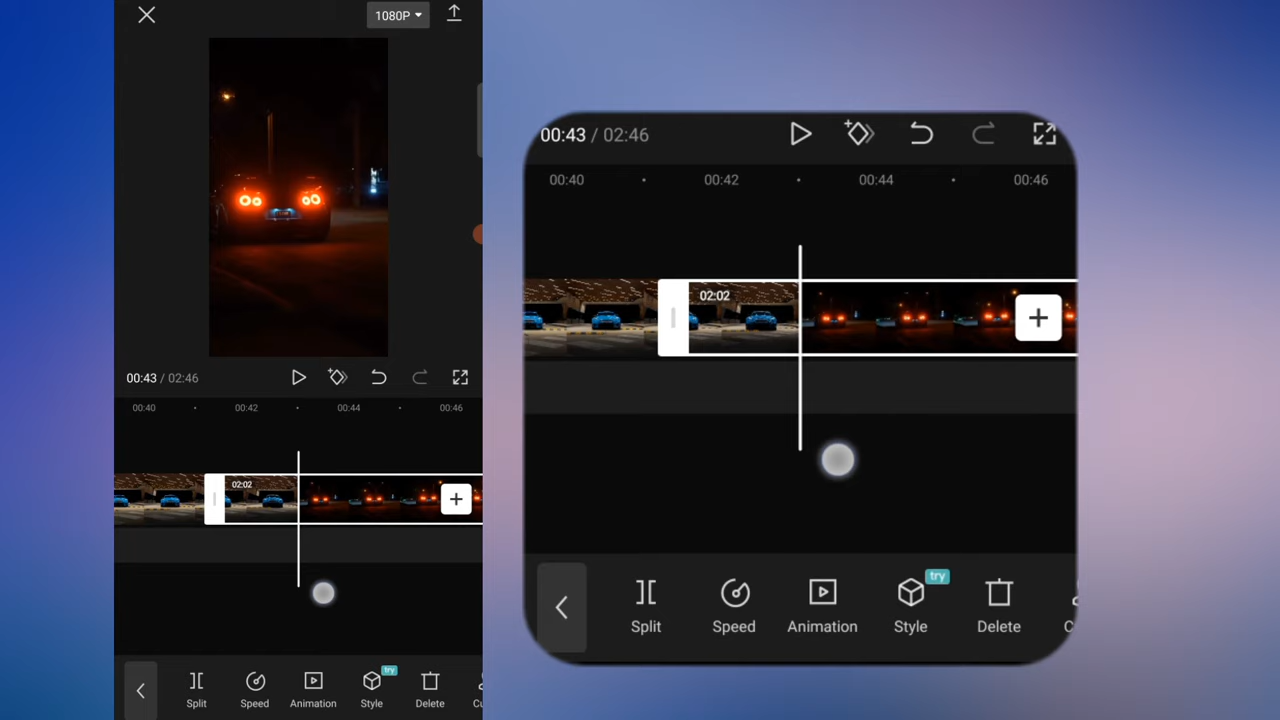 1080P
00:43 / 02:46
00:40
00:42
00:44
00:46
02:02
try
Split
Speed
Animation
Style
Delete
Cu
00:43 / 02:46
00:40
00:42
00:44
00:46
02:02
try
Split
Speed
Animation
Style
Delete
C